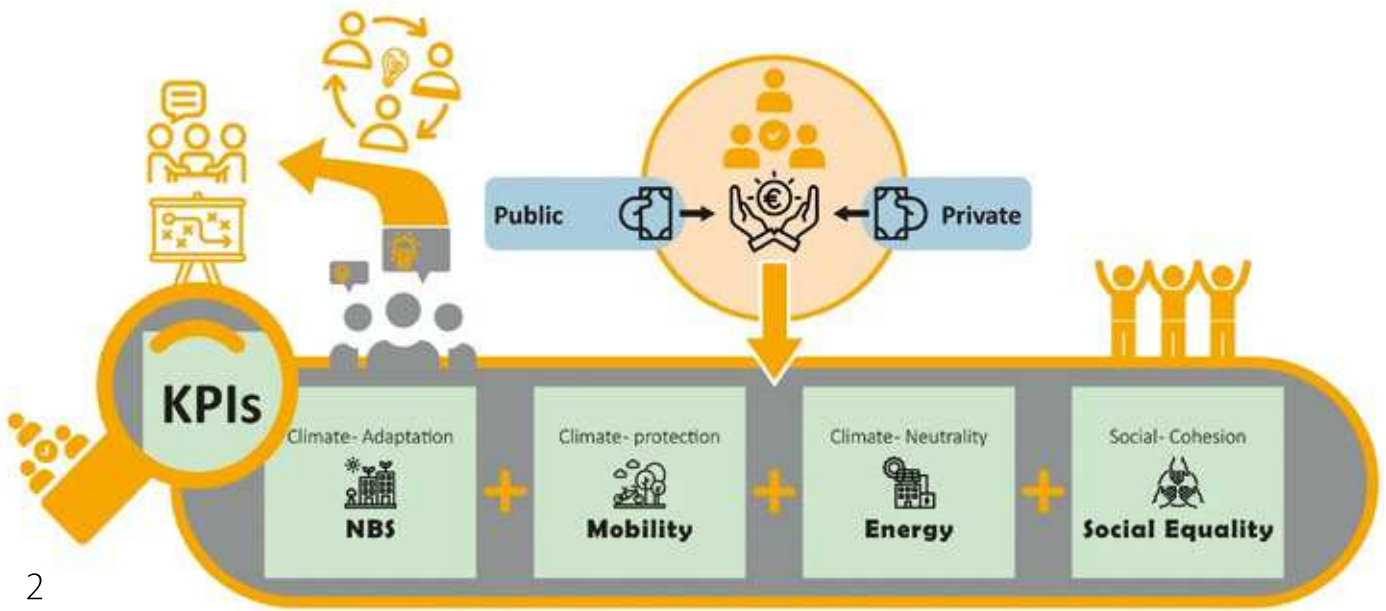 Public
€
Private
KPIs
Climate- Adaptation
NBS
+
Climate- protection
Mobility
+
Climate- Neutrality
Energy
+
Social- Cohesion
Social Equality
2